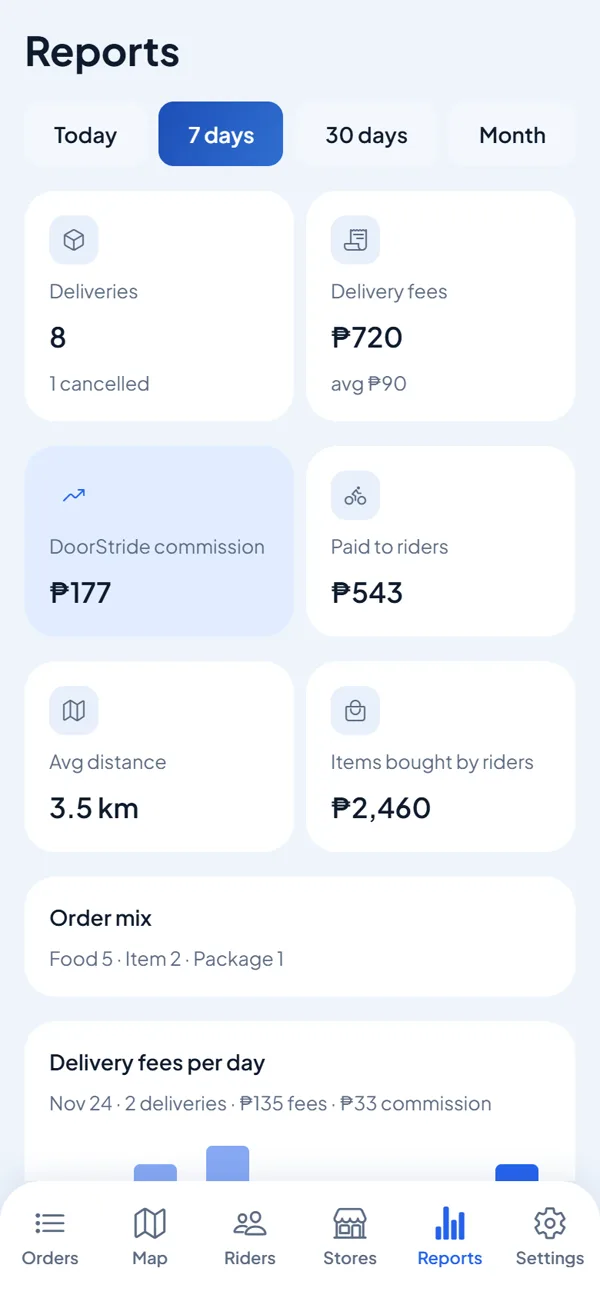 Reports
Today 7 days 30 days Month
Deliveries
8
1 cancelled
Delivery fees
₱720
avg ₱90
DoorStride commission
₱177
Paid to riders
₱543
Avg distance
3.5 km
Items bought by riders
₱2,460
Order mix
Food 5 · Item 2 · Package 1
Delivery fees per day
Nov 24 · 2 deliveries · ₱135 fees · ₱33 commission
Orders Map Riders Stores Reports Settings